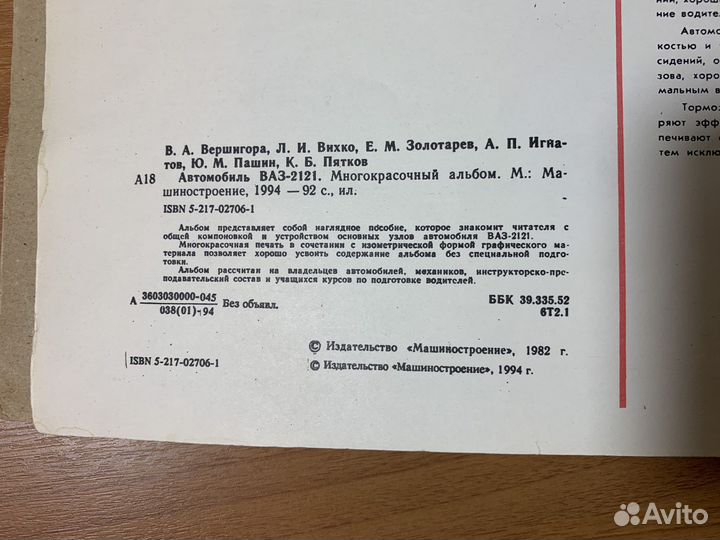 В. А. Вершигора, Л. И. Вихко, Е. М. Золотарев, А. П. Игна-
тов, Ю. М. Пашин, К. Б. Пятков
А18 Автомобиль ВАЗ-2121. Многокрасочный альбом. М.: Ма-
шиностроение, 1994 — 92 с., ил.
ISBN 5-217-02706-1
Альбом представляет собой наглядное пособие, которое знакомит читателя с
общей компоновкой и устройством основных узлов автомобиля ВАЗ-2121.
Многокрасочная печать в сочетании с изометрической формой графического ма-
териала позволяет хорошо усвоить содержание альбома без специальной подго-
товки.
Альбом рассчитан на владельцев автомобилей, механиков, инструкторско-пре-
подавательский состав и учащихся курсов по подготовке водителей.
А 3603030000-045
038(01)-94 Без объявл.
ББК 39.335.52
6Т2.1
ISBN 5-217-02706-1
© Издательство «Машиностроение», 1982 г.
© Издательство «Машиностроение», 1994 г.
ние водите
Автомо
костью и
сидений, о
зова, хоро
мальным в
Тормо
ряют эфф
печивают
тем исклю
Avito